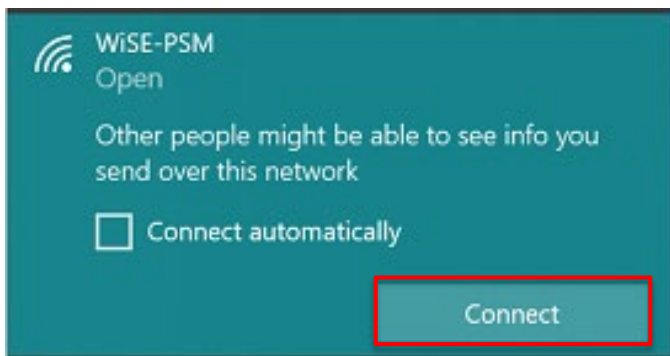 WiSE-PSM
Open
Other people might be able to see info you
send over this network
Connect automatically
Connect